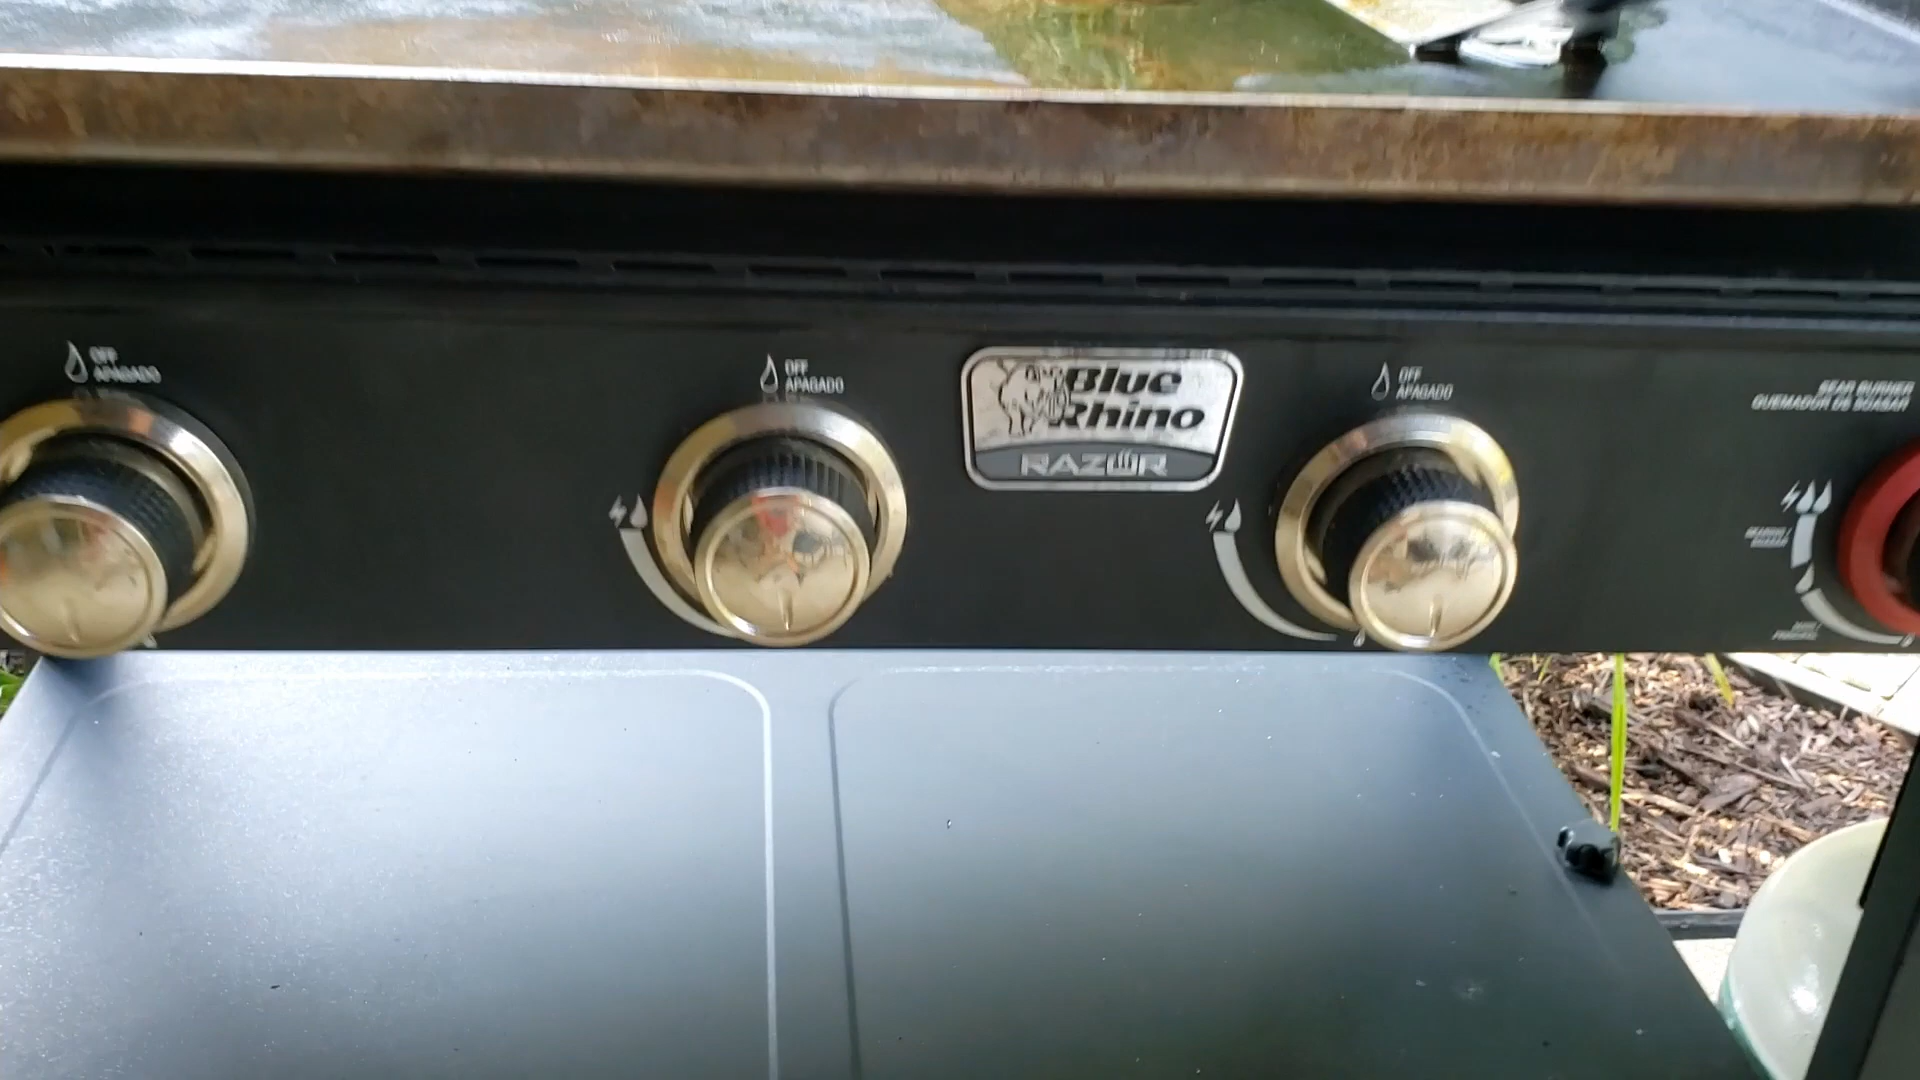 OFF
APAGADO
OFF
APAGADO
Blue
Rhino
RAZOR
OFF
APAGADO
SEAR BURNER
QUEMADOR DE SOASAR